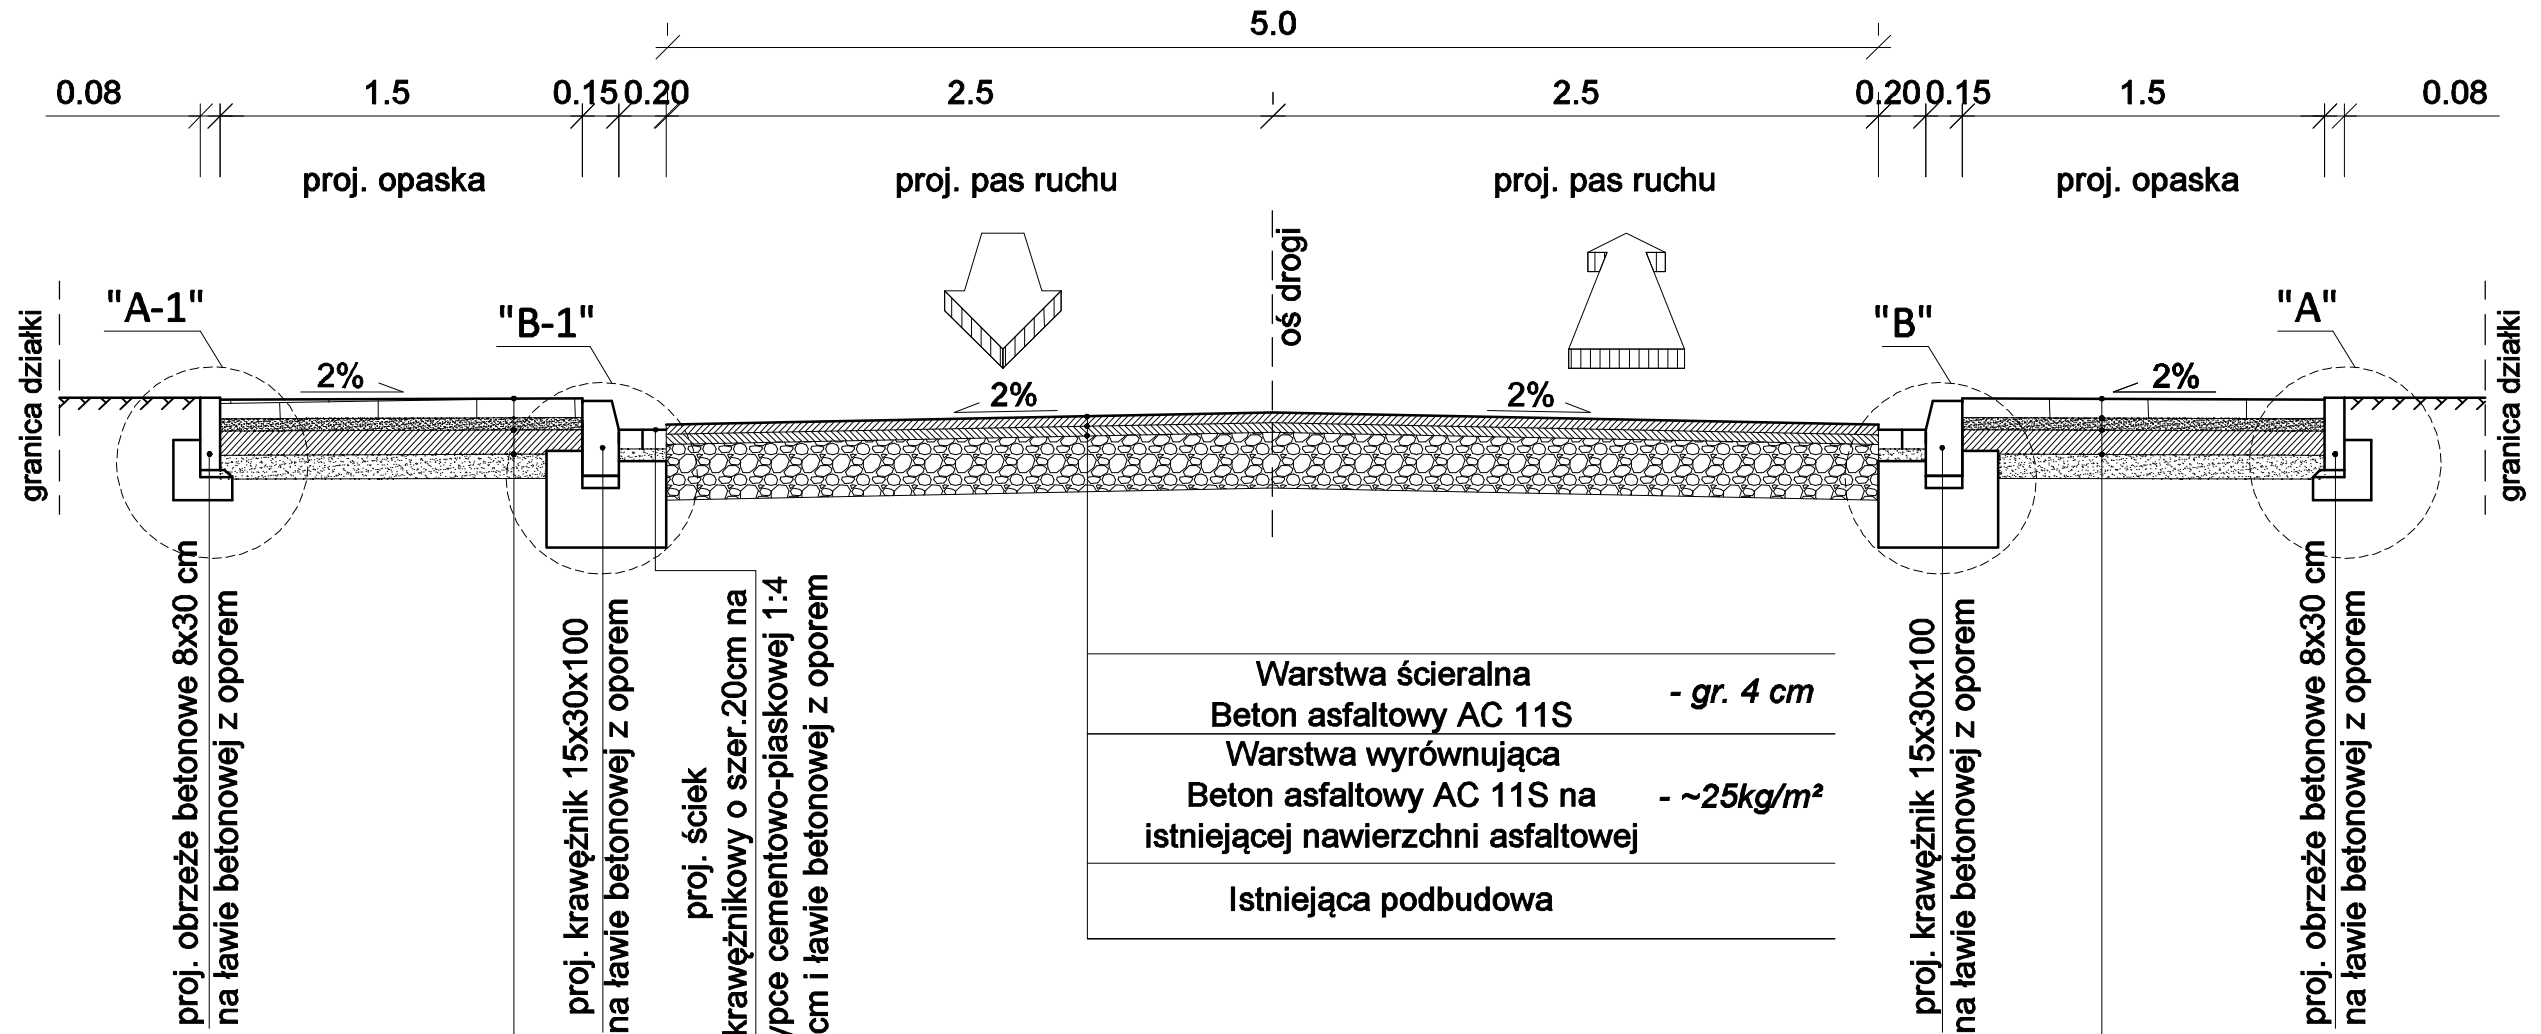 5.0
0.08 1.5 0.15 0.20 2.5 2.5 0.20 0.15 1.5 0.08
proj. opaska proj. pas ruchu proj. pas ruchu proj. opaska
oś drogi
granica działki
granica działki
"A-1"
"B-1"
"B"
"A"
2% 2% 2% 2%
proj. obrzeże betonowe 8x30 cm
na ławie betonowej z oporem
proj. krawężnik 15x30x100
na ławie betonowej z oporem
proj. ściek
krawężnikowy o szer.20cm na
cementowo-piaskowej 1:4
cm i ławie betonowej z oporem
Warstwa ścieralna
Beton asfaltowy AC 11S - gr. 4 cm
Warstwa wyrównująca
Beton asfaltowy AC 11S na - ~25kg/m²
istniejącej nawierzchni asfaltowej
Istniejąca podbudowa
proj. krawężnik 15x30x100
na ławie betonowej z oporem
proj. obrzeże betonowe 8x30 cm
na ławie betonowej z oporem